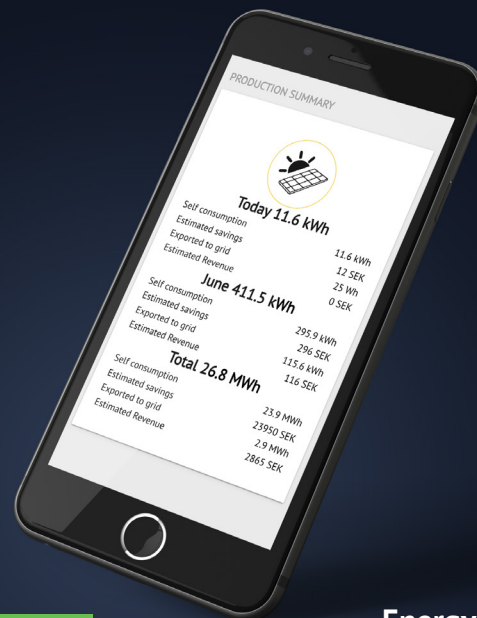 PRODUCTION SUMMARY
Today 11.6 kWh
Self consumption 11.6 kWh
Estimated savings 12 SEK
Exported to grid 25 Wh
Estimated Revenue 0 SEK
June 411.5 kWh
Self consumption 295.9 kWh
Estimated savings 296 SEK
Exported to grid 115.6 kWh
Estimated Revenue 116 SEK
Total 26.8 MWh
Self consumption 23.9 MWh
Estimated savings 23950 SEK
Exported to grid 2.9 MWh
Estimated Revenue 2865 SEK